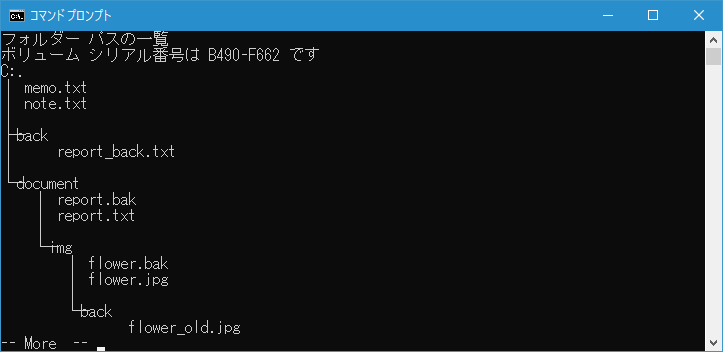 コマンドプロンプト
フォルダー パスの一覧
ボリューム シリアル番号は B490-F662 です
C:.
│  memo.txt
│  note.txt
│
├─back
│      report_back.txt
│
└─document
    │  report.bak
    │  report.txt
    │
    └─img
        │  flower.bak
        │  flower.jpg
        │
        └─back
                flower_old.jpg
-- More  --